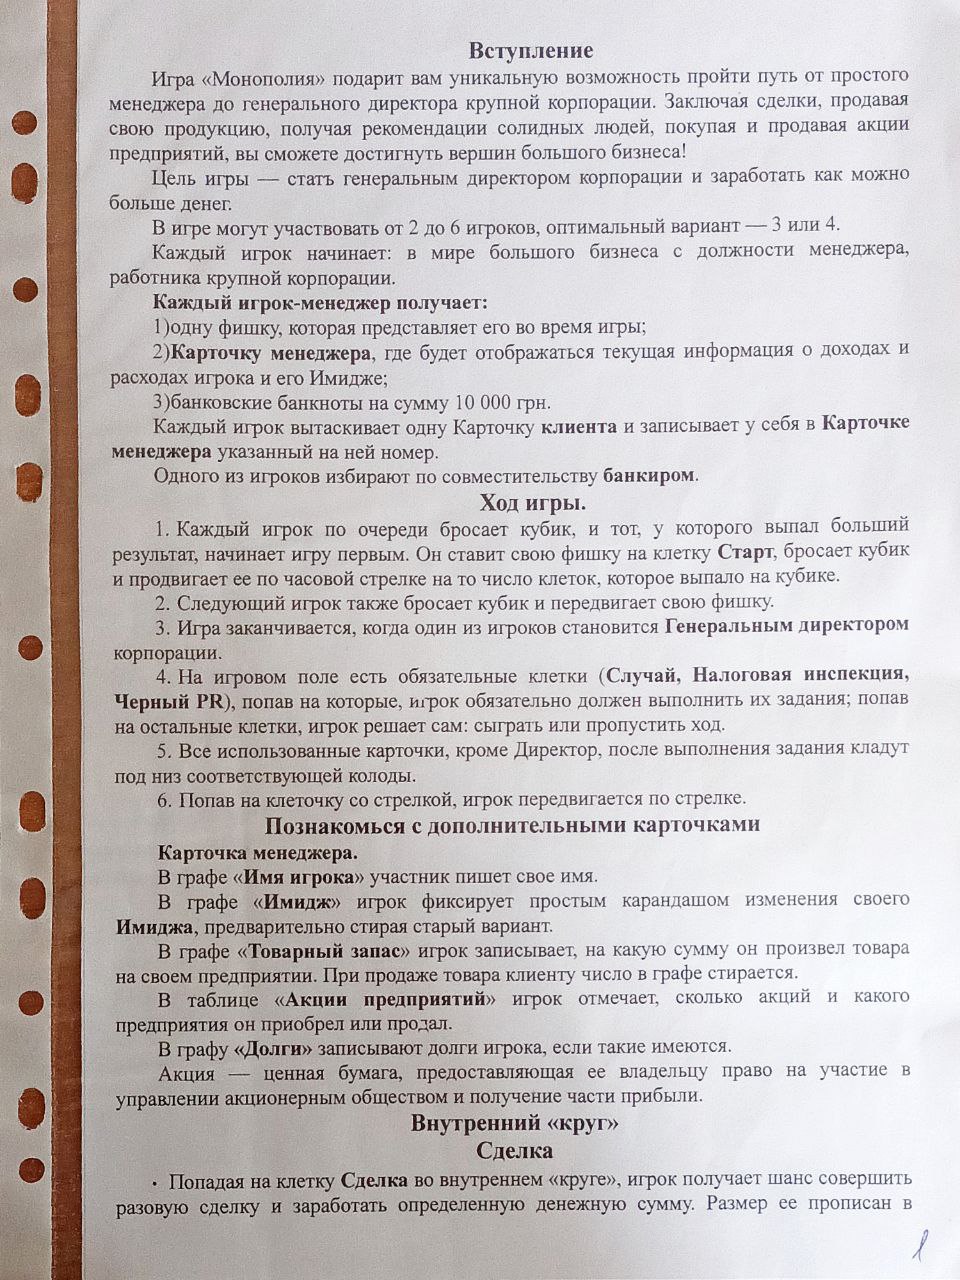 Вступление
Игра «Монополия» подарит вам уникальную возможность пройти путь от простого
менеджера до генерального директора крупной корпорации. Заключая сделки, продавая
свою продукцию, получая рекомендации солидных людей, покупая и продавая акции
предприятий, вы сможете достигнуть вершин большого бизнеса!
Цель игры — статъ генеральным директором корпорации и заработать как можно
больше денег.
В игре могут участвовать от 2 до 6 игроков, оптимальный вариант — 3 или 4.
Каждый игрок начинает: в мире большого бизнеса с должности менеджера,
работника крупной корпорации.
Каждый игрок-менеджер получает:
1)одну фишку, которая представляет его во время игры;
2)Карточку менеджера, где будет отображаться текущая информация о доходах и
расходах игрока и его Имидже;
3)банковские банкноты на сумму 10 000 грн.
Каждый игрок вытаскивает одну Карточку клиента и записывает у себя в Карточке
менеджера указанный на ней номер.
Одного из игроков избирают по совместительству банкиром.
Ход игры.
1. Каждый игрок по очереди бросает кубик, и тот, у которого выпал больший
результат, начинает игру первым. Он ставит свою фишку на клетку Старт, бросает кубик
и продвигает ее по часовой стрелке на то число клеток, которое выпало на кубике.
2. Следующий игрок также бросает кубик и передвигает свою фишку.
3. Игра заканчивается, когда один из игроков становится Генеральным директором
корпорации.
4. На игровом поле есть обязательные клетки (Случай, Налоговая инспекция,
Черный PR), попав на которые, игрок обязательно должен выполнить их задания; попав
на остальные клетки, игрок решает сам: сыграть или пропустить ход.
5. Все использованные карточки, кроме Директор, после выполнения задания кладут
под низ соответствующей колоды.
6. Попав на клеточку со стрелкой, игрок передвигается по стрелке.
Познакомься с дополнительными карточками
Карточка менеджера.
В графе «Имя игрока» участник пишет свое имя.
В графе «Имидж» игрок фиксирует простым карандашом изменения своего
Имиджа, предварительно стирая старый вариант.
В графе «Товарный запас» игрок записывает, на какую сумму он произвел товара
на своем предприятии. При продаже товара клиенту число в графе стирается.
В таблице «Акции предприятий» игрок отмечает, сколько акций и какого
предприятия он приобрел или продал.
В графу «Долги» записывают долги игрока, если такие имеются.
Акция — ценная бумага, предоставляющая ее владельцу право на участие в
управлении акционерным обществом и получение части прибыли.
Внутренний «круг»
Сделка
• Попадая на клетку Сделка во внутреннем «круге», игрок получает шанс совершить
разовую сделку и заработать определенную денежную сумму. Размер ее прописан в
1